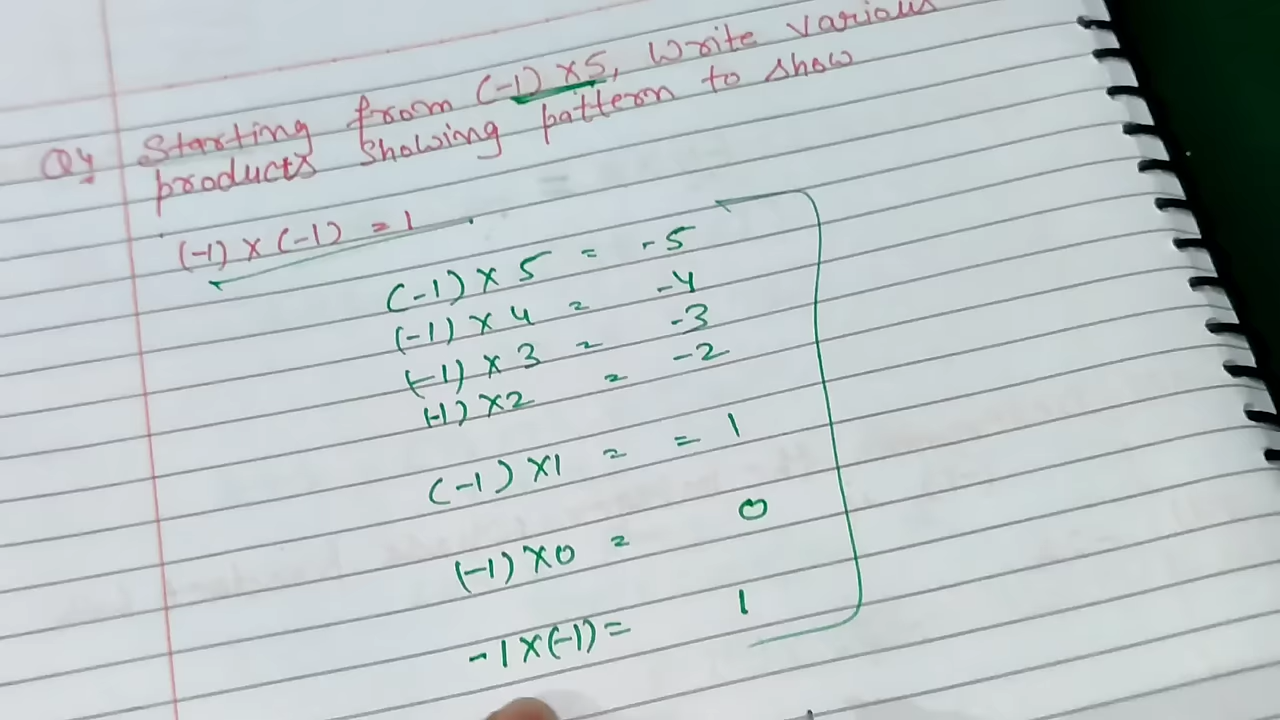 Q4 Starting from (-1) × 5, Write various
products showing pattern to show
(-1) × (-1) = 1
(-1) × 5 = -5
(-1) × 4 = -4
(-1) × 3 = -3
(-1) × 2 = -2
(-1) × 1 = = 1
(-1) × 0 = 0
-1 × (-1) = 1